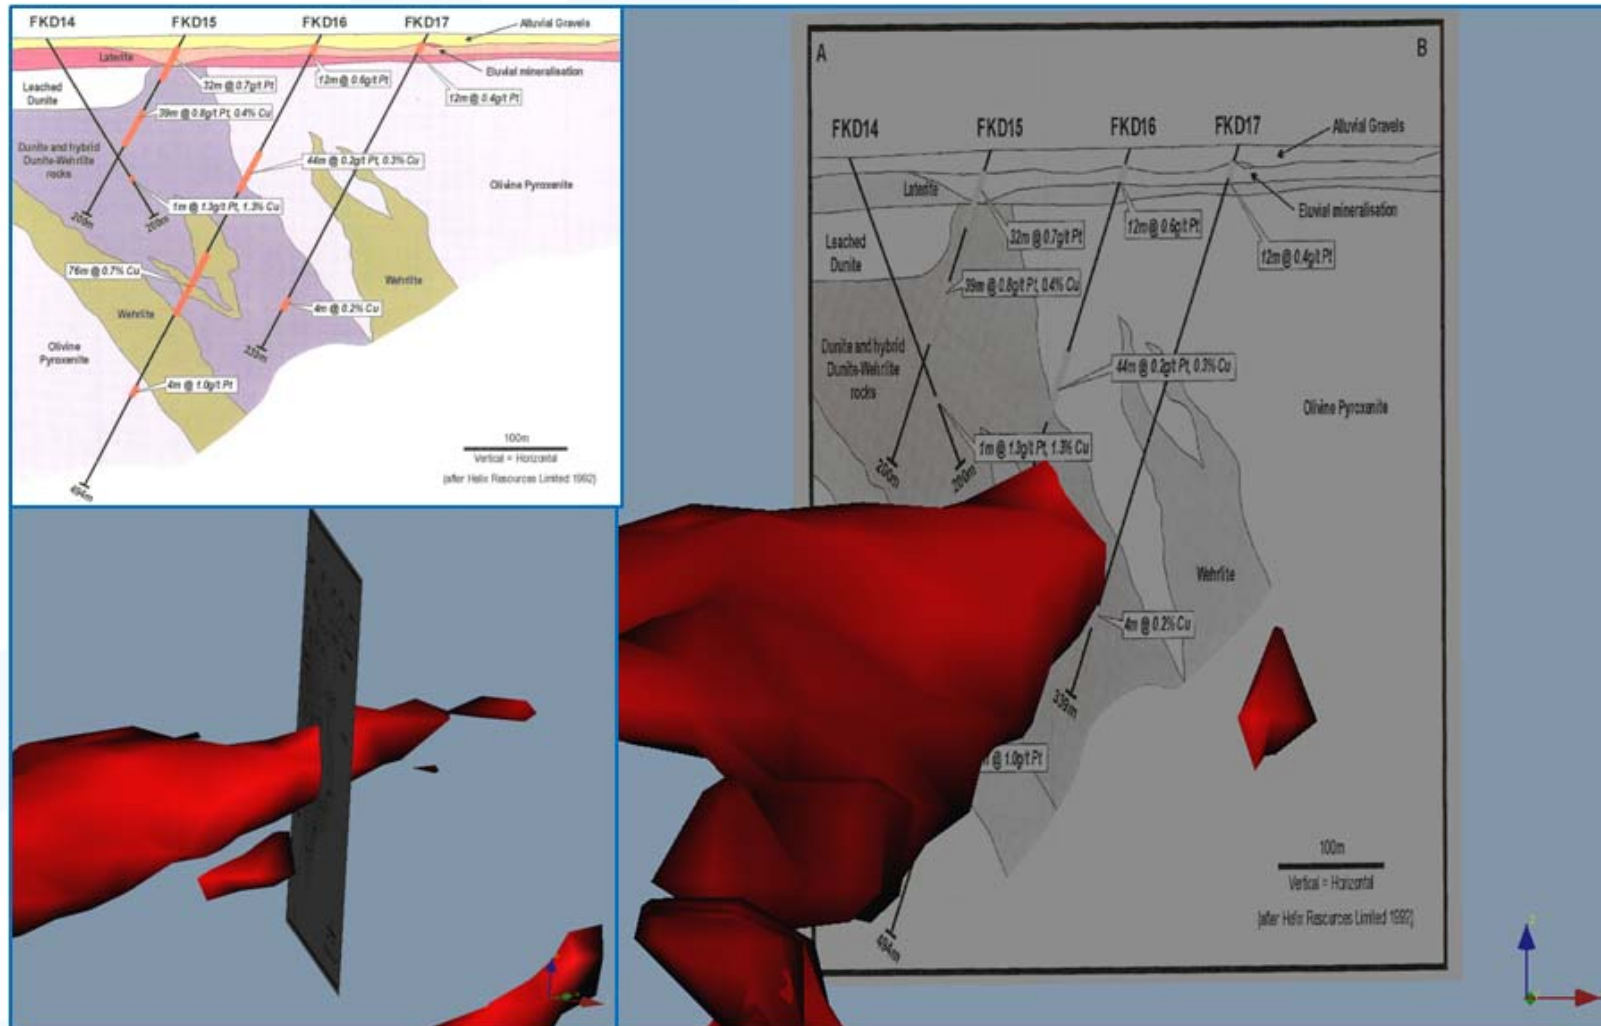 FKD14 FKD15 FKD16 FKD17
Alluvial Gravels
Laterite
Eluvial mineralisation
32m @ 0.7g/t Pt
12m @ 0.6g/t Pt
12m @ 0.4g/t Pt
Leached
Dunite
39m @ 0.8g/t Pt, 0.4% Cu
Dunite and hybrid
Dunite-Wehrlite
rocks
44m @ 0.2g/t Pt, 0.3% Cu
Olivine Pyroxenite
1m @ 1.3g/t Pt, 1.3% Cu
200m
200m
76m @ 0.7% Cu
Wehrlite
Wehrlite
4m @ 0.2% Cu
339m
Olivine
Pyroxenite
4m @ 1.0g/t Pt
494m
100m
Vertical = Horizontal
(after Helix Resources Limited 1992)
A B
FKD14 FKD15 FKD16 FKD17
Alluvial Gravels
Laterite
Eluvial mineralisation
32m @ 0.7g/t Pt
12m @ 0.6g/t Pt
12m @ 0.4g/t Pt
Leached
Dunite
39m @ 0.8g/t Pt, 0.4% Cu
Dunite and hybrid
Dunite-Wehrlite
rocks
44m @ 0.2g/t Pt, 0.3% Cu
Olivine Pyroxenite
1m @ 1.3g/t Pt, 1.3% Cu
200m
200m
Wehrlite
4m @ 0.2% Cu
339m
@ 1.0g/t Pt
494m
100m
Vertical = Horizontal
(after Helix Resources Limited 1992)